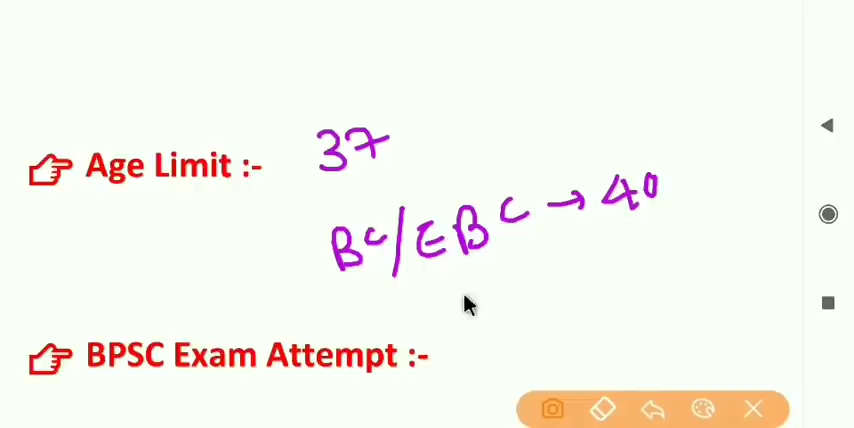 37
Age Limit :-
BC/EBC → 40
BPSC Exam Attempt :-